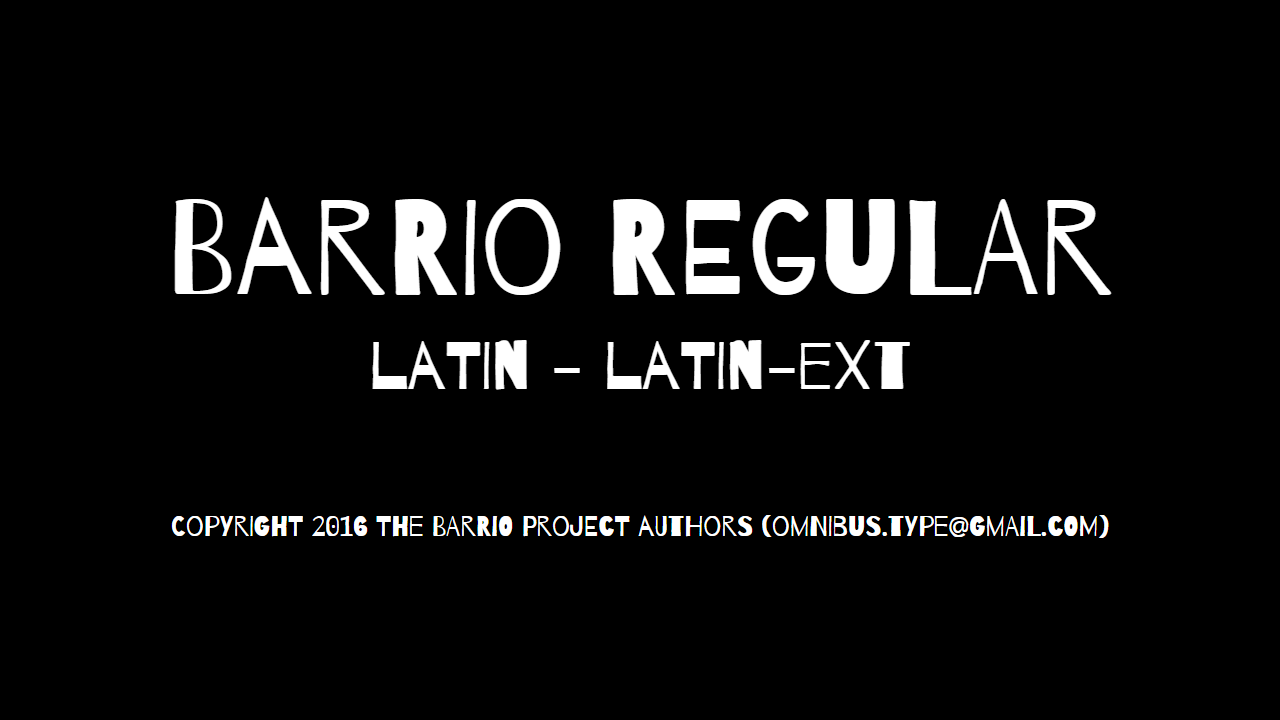 BARRIO REGULAR
LATIN - LATIN-EXT
COPYRIGHT 2016 THE BARRIO PROJECT AUTHORS (OMNIBUS.TYPE@GMAIL.COM)